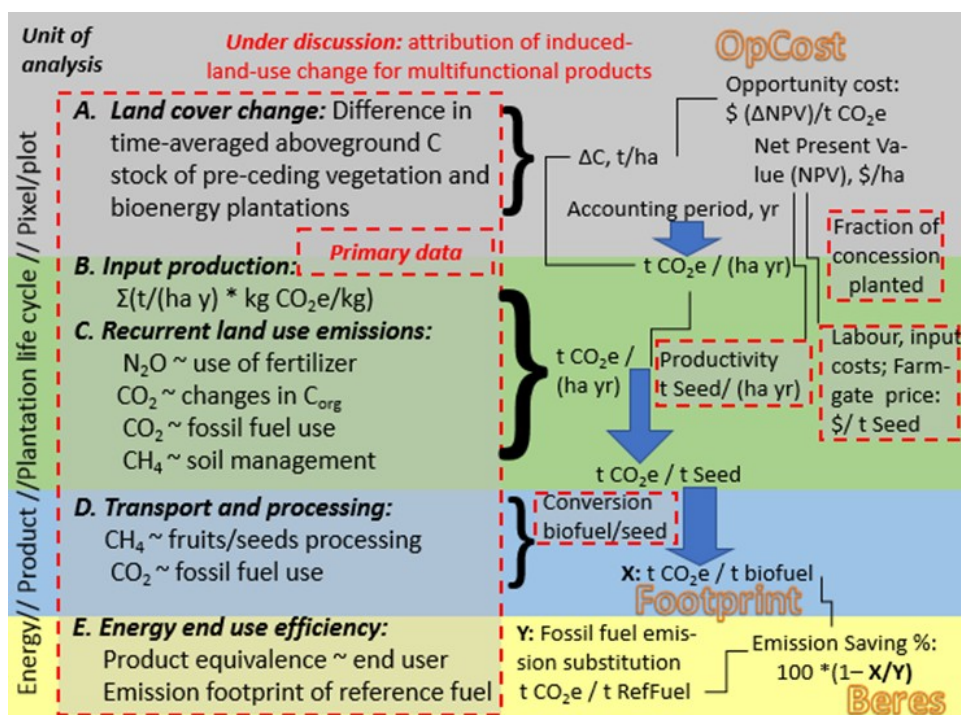 Unit of
analysis
Under discussion: attribution of induced-
land-use change for multifunctional products
OpCost
Opportunity cost:
$ (ΔNPV)/t CO₂e
Net Present Va-
lue (NPV), $/ha
A. Land cover change: Difference in
time-averaged aboveground C
stock of pre-ceding vegetation and
bioenergy plantations
ΔC, t/ha
Accounting period, yr
t CO₂e / (ha yr)
Fraction of
concession
planted
Primary data
B. Input production:
Σ(t/(ha y) * kg CO₂e/kg)
C. Recurrent land use emissions:
N₂O ~ use of fertilizer
CO₂ ~ changes in Cₒᵣg
CO₂ ~ fossil fuel use
CH₄ ~ soil management
t CO₂e /
(ha yr)
Productivity
t Seed/ (ha yr)
Labour, input
costs; Farm-
gate price:
$/ t Seed
t CO₂e / t Seed
D. Transport and processing:
CH₄ ~ fruits/seeds processing
CO₂ ~ fossil fuel use
Conversion
biofuel/seed
X: t CO₂e / t biofuel
Footprint
E. Energy end use efficiency:
Product equivalence ~ end user
Emission footprint of reference fuel
Y: Fossil fuel emis-
sion substitution
t CO₂e / t RefFuel
Emission Saving %:
100 *(1– X/Y)
Beres
Energy// Product //Plantation life cycle // Pixel/plot